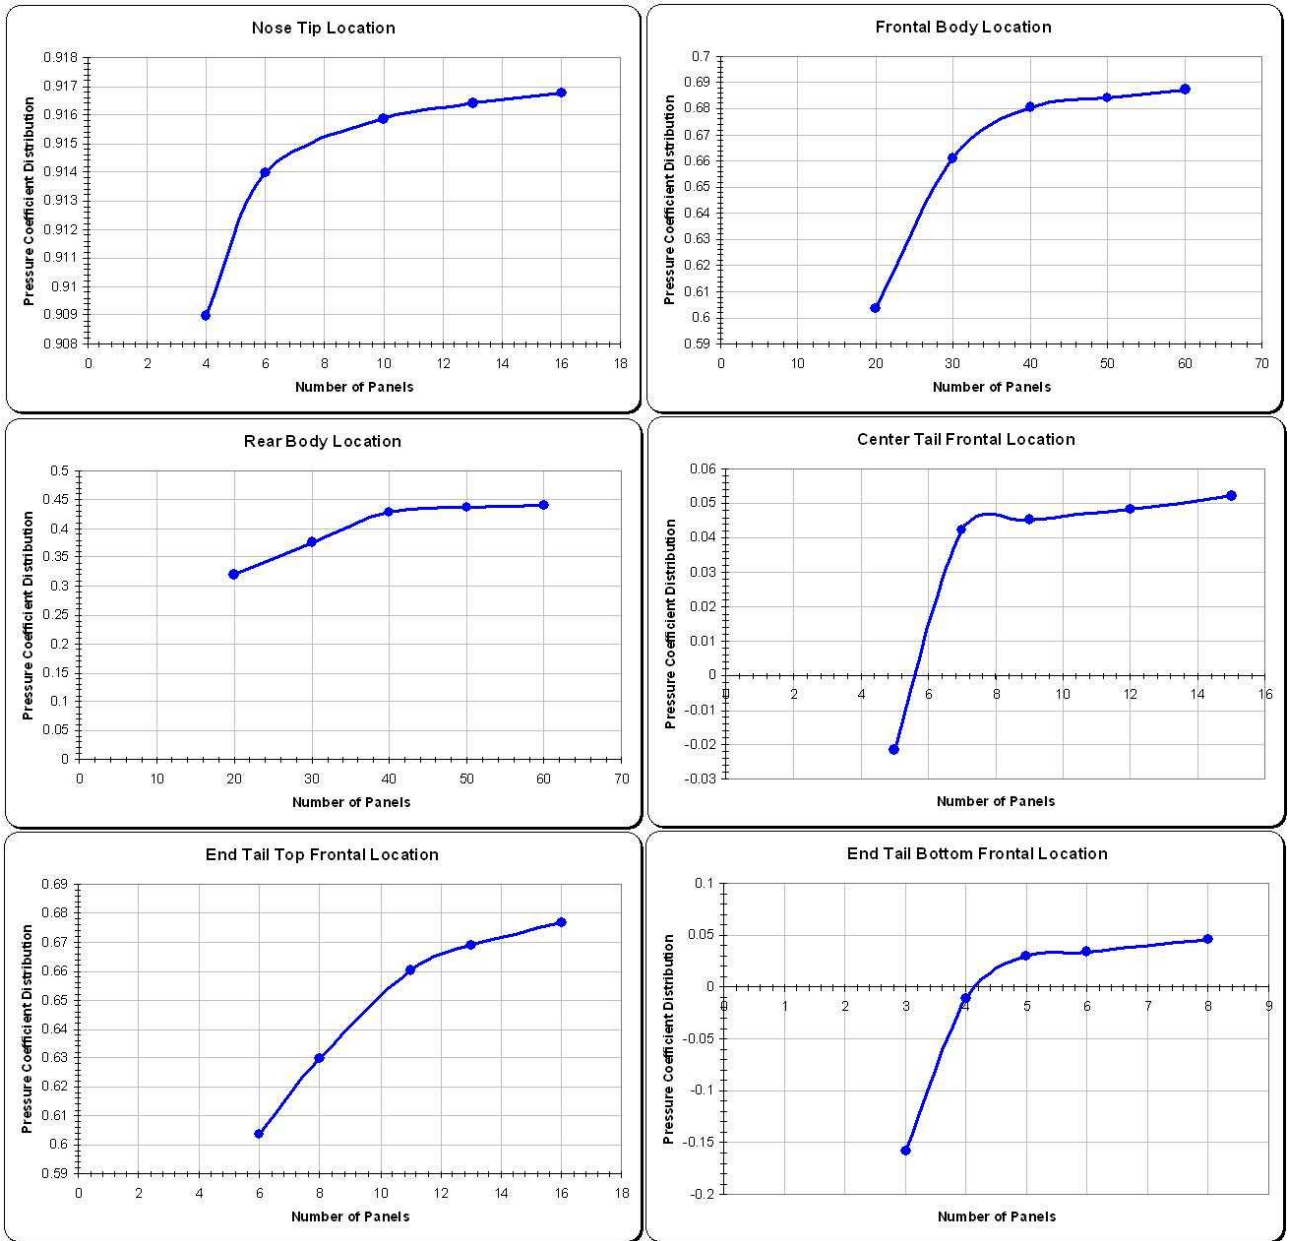 Nose Tip Location
Pressure Coefficient Distribution
0.918
0.917
0.916
0.915
0.914
0.913
0.912
0.911
0.91
0.909
0.908
0 2 4 6 8 10 12 14 16 18
Number of Panels
Frontal Body Location
Pressure Coefficient Distribution
0.7
0.69
0.68
0.67
0.66
0.65
0.64
0.63
0.62
0.61
0.6
0.59
0 10 20 30 40 50 60 70
Number of Panels
Rear Body Location
Pressure Coefficient Distribution
0.5
0.45
0.4
0.35
0.3
0.25
0.2
0.15
0.1
0.05
0
0 10 20 30 40 50 60 70
Number of Panels
Center Tail Frontal Location
Pressure Coefficient Distribution
0.06
0.05
0.04
0.03
0.02
0.01
0
0 2 4 6 8 10 12 14 16
-0.01
-0.02
-0.03
Number of Panels
End Tail Top Frontal Location
Pressure Coefficient Distribution
0.69
0.68
0.67
0.66
0.65
0.64
0.63
0.62
0.61
0.6
0.59
0 2 4 6 8 10 12 14 16 18
Number of Panels
End Tail Bottom Frontal Location
Pressure Coefficient Distribution
0.1
0.05
0
0 1 2 3 4 5 6 7 8 9
-0.05
-0.1
-0.15
-0.2
Number of Panels